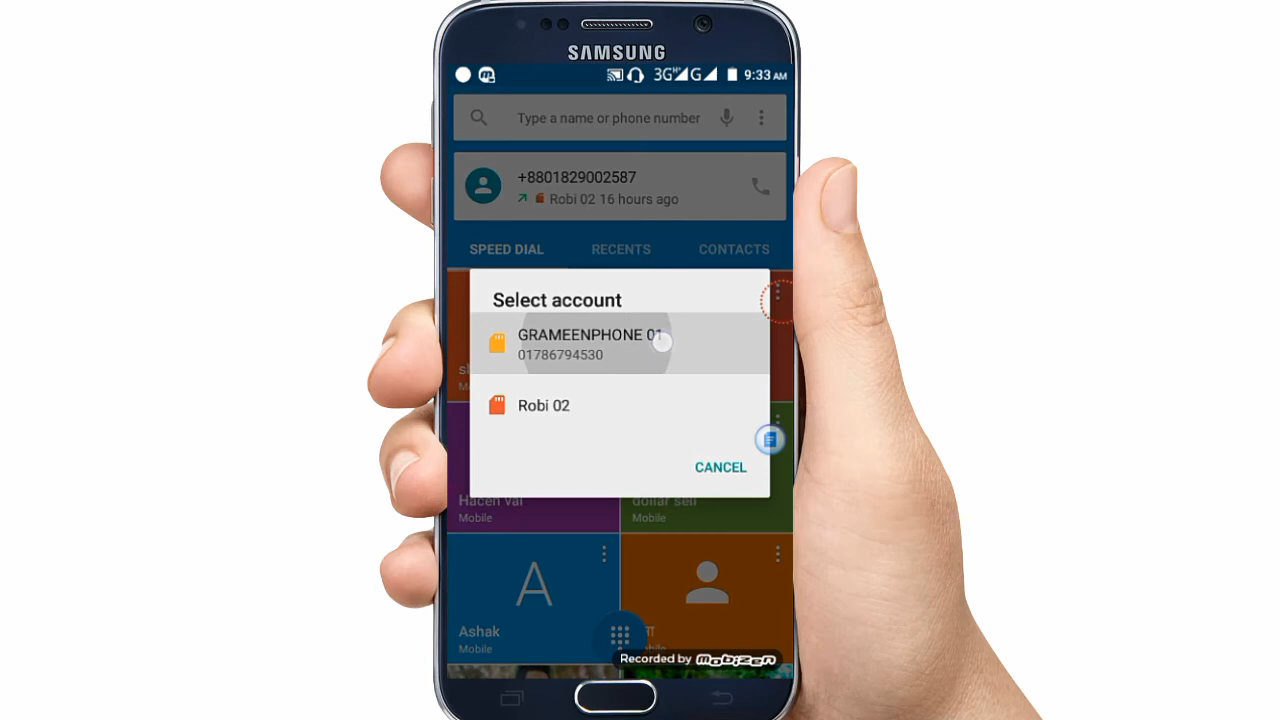 SAMSUNG
3G H+ G 9:33 AM
Type a name or phone number
+8801829002587
Robi 02 16 hours ago
SPEED DIAL RECENTS CONTACTS
Select account
GRAMEENPHONE 01
01786794530
Robi 02
CANCEL
Hacen vai
Mobile
dollar sell
Mobile
A
Ashak
Mobile
Recorded by Mobizen